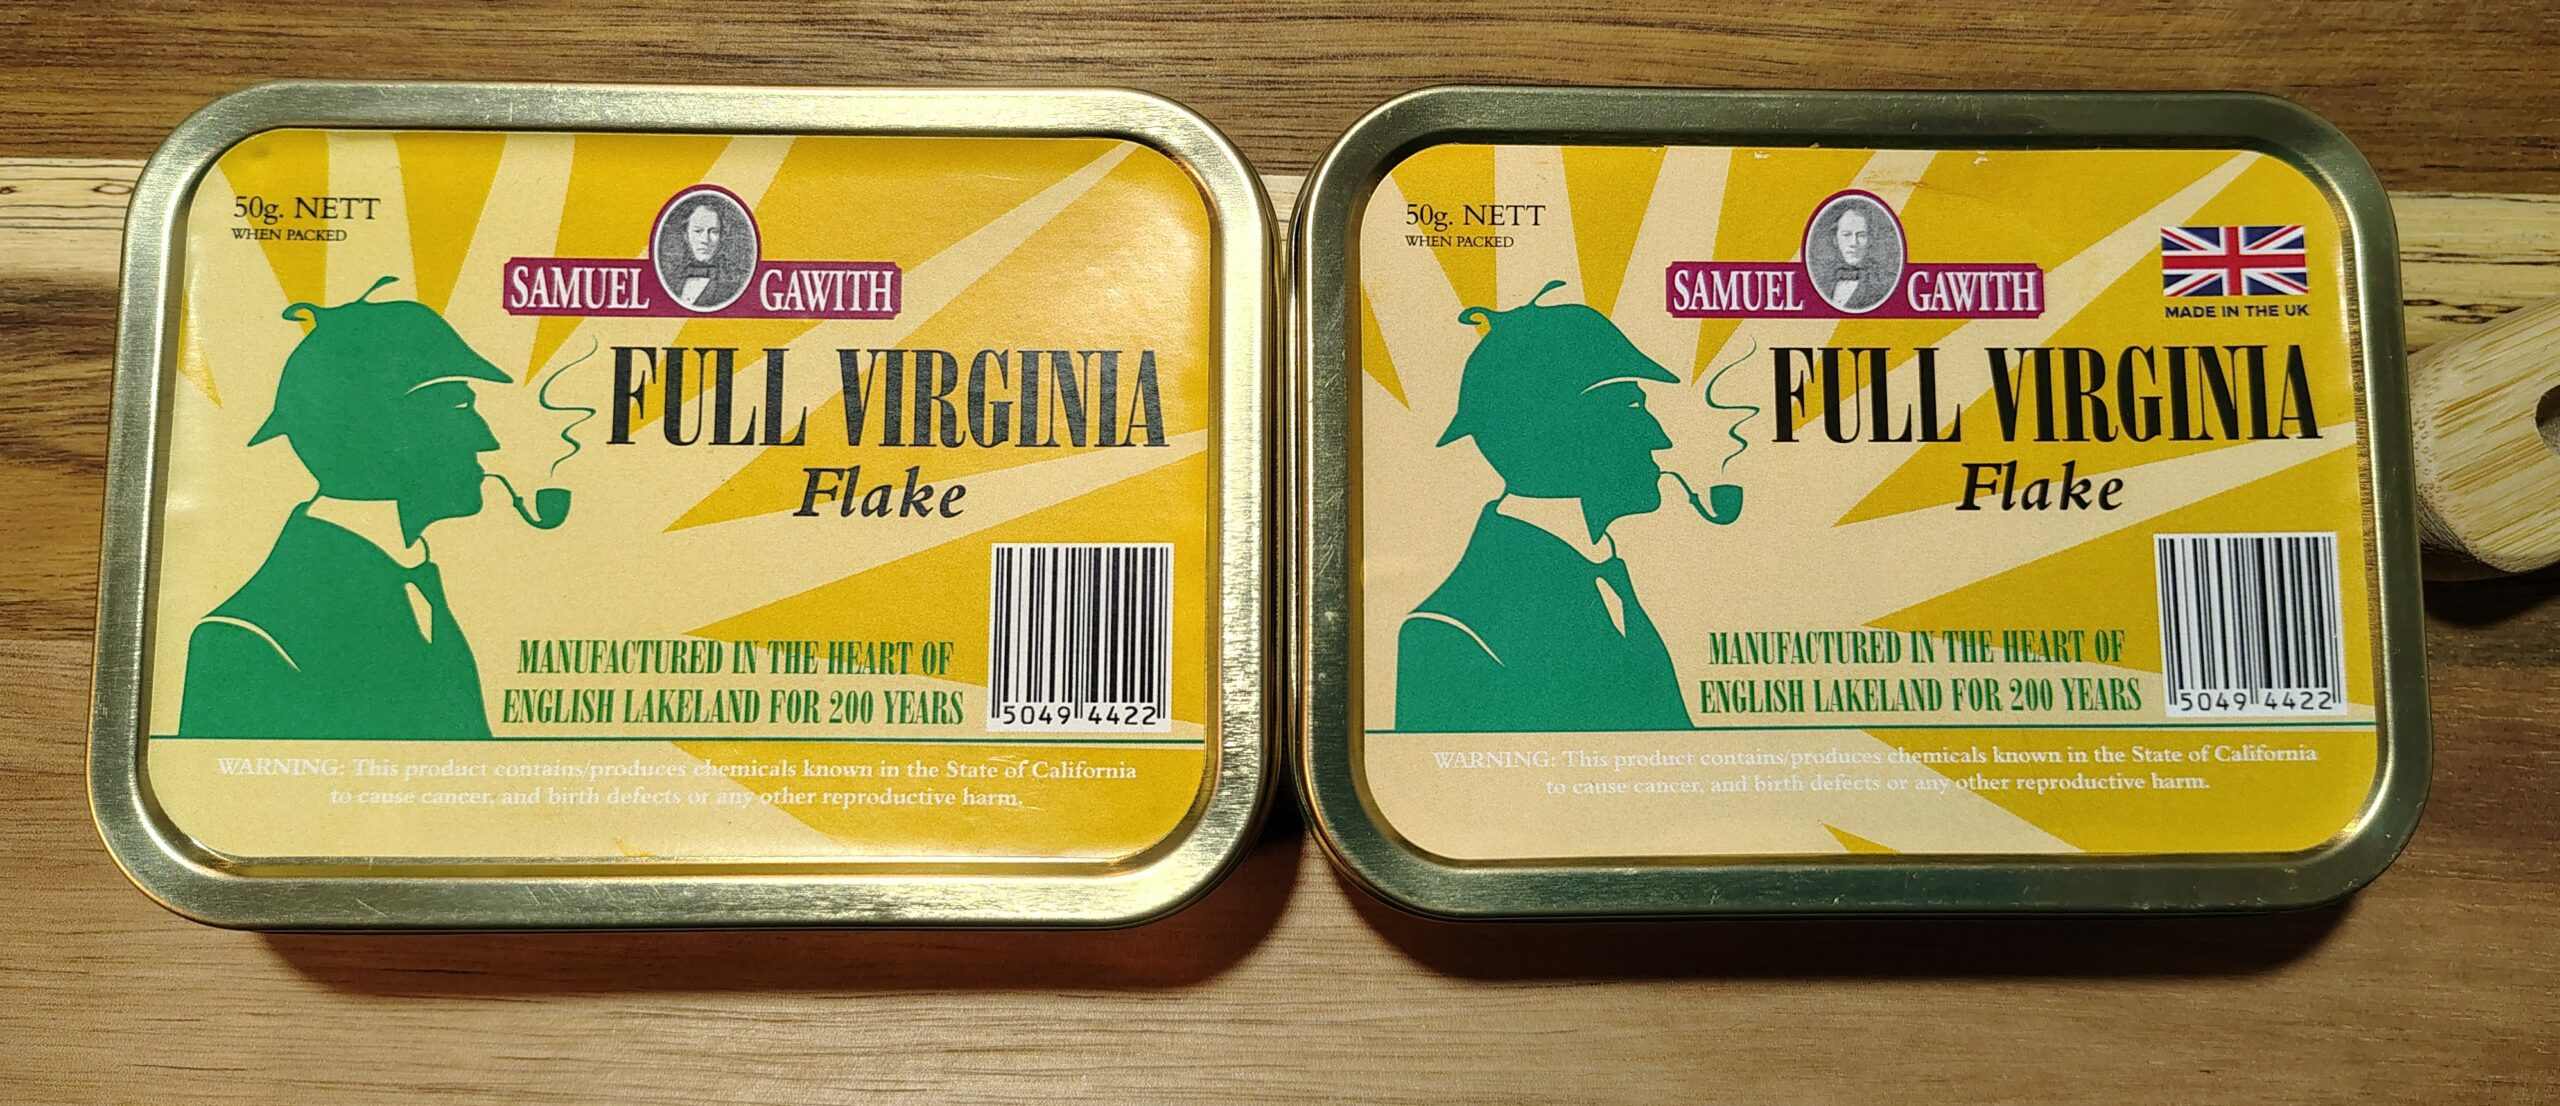 50g. NETT
WHEN PACKED
SAMUEL GAWITH
FULL VIRGINIA
Flake
MANUFACTURED IN THE HEART OF
ENGLISH LAKELAND FOR 200 YEARS
5049 4422
WARNING: This product contains/produces chemicals known in the State of California
to cause cancer, and birth defects or any other reproductive harm.
50g. NETT
WHEN PACKED
SAMUEL GAWITH
MADE IN THE UK
FULL VIRGINIA
Flake
MANUFACTURED IN THE HEART OF
ENGLISH LAKELAND FOR 200 YEARS
5049 4422
WARNING: This product contains/produces chemicals known in the State of California
to cause cancer, and birth defects or any other reproductive harm.